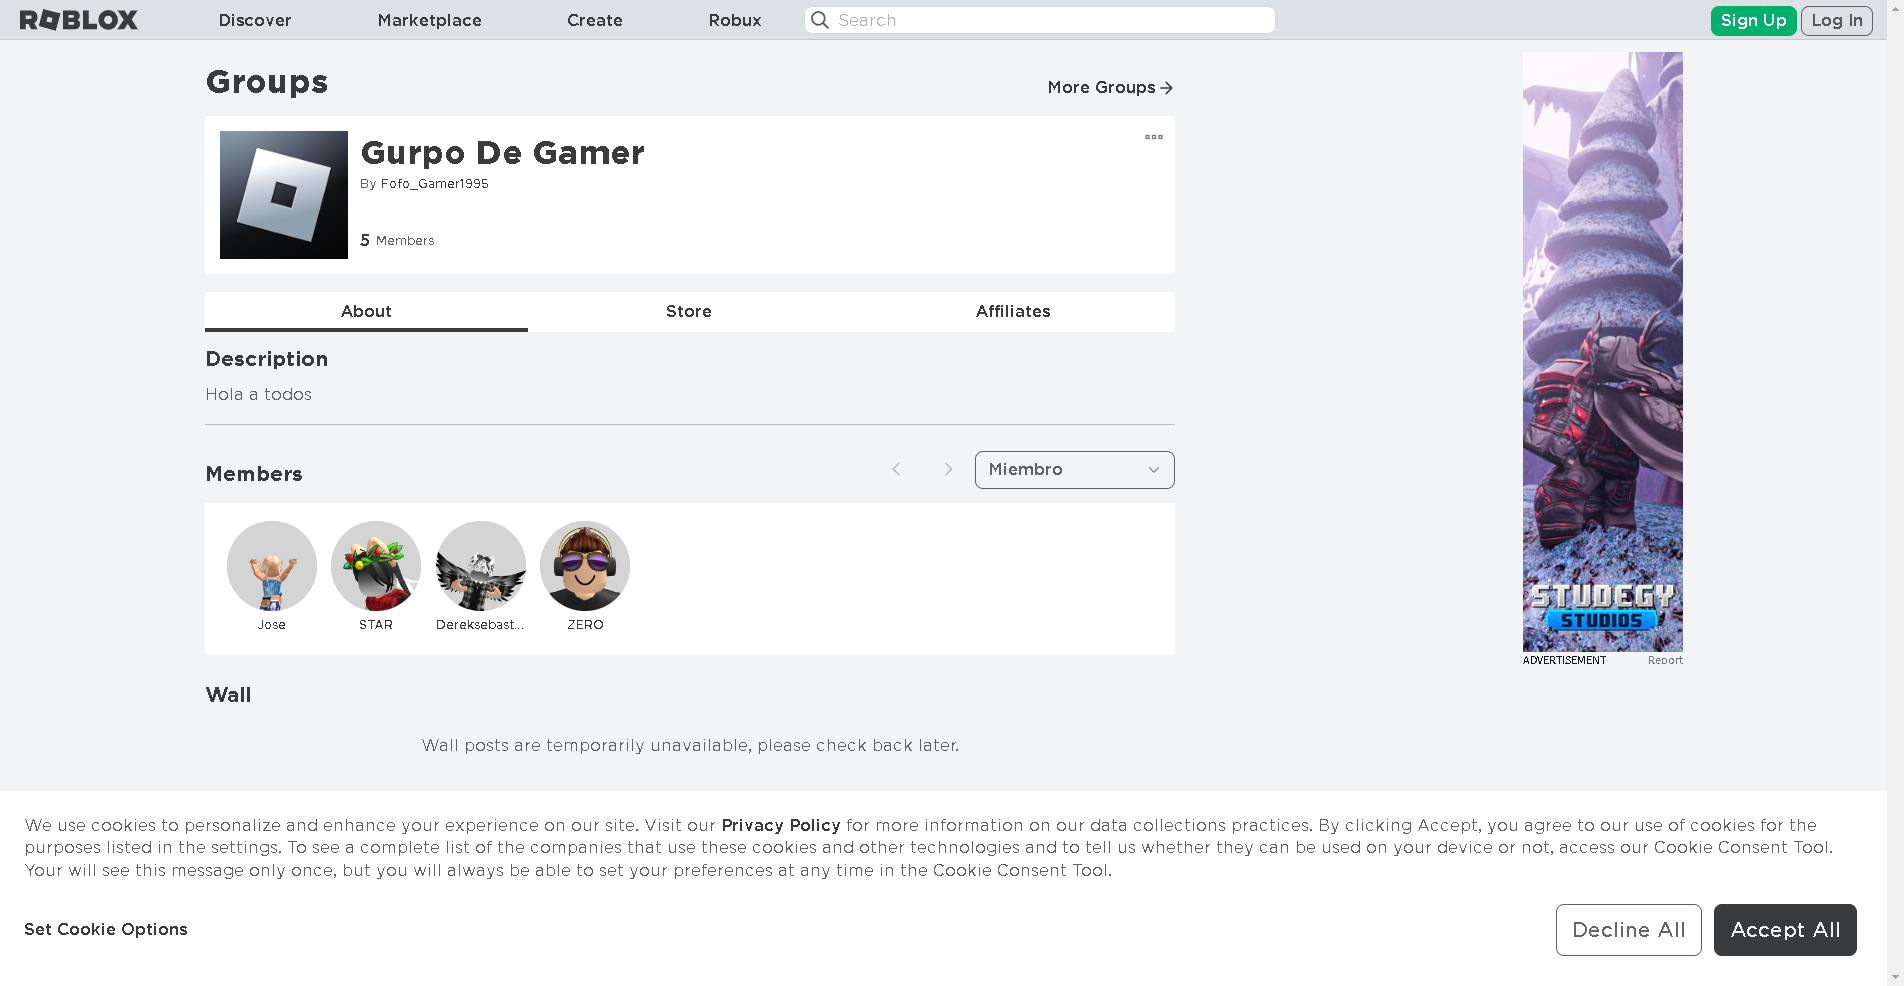 ROBLOX Discover Marketplace Create Robux Search Sign Up Log In
Groups
More Groups
Gurpo De Gamer
By Fofo_Gamer1995
5 Members
About Store Affiliates
Description
Hola a todos
Members
Miembro
Jose STAR Dereksebast... ZERO
Wall
Wall posts are temporarily unavailable, please check back later.
STUDEGY
STUDIOS
ADVERTISEMENT Report
We use cookies to personalize and enhance your experience on our site. Visit our Privacy Policy for more information on our data collections practices. By clicking Accept, you agree to our use of cookies for the
purposes listed in the settings. To see a complete list of the companies that use these cookies and other technologies and to tell us whether they can be used on your device or not, access our Cookie Consent Tool.
Your will see this message only once, but you will always be able to set your preferences at any time in the Cookie Consent Tool.
Set Cookie Options
Decline All
Accept All